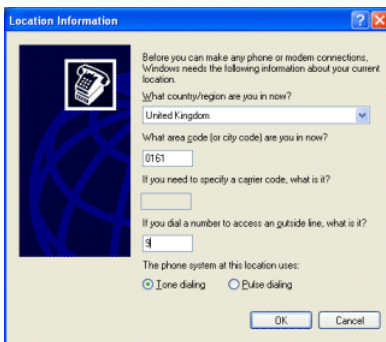 Location Information
Before you can make any phone or modem connections,
Windows needs the following information about your current
location.
What country/region are you in now?
United Kingdom
What area code (or city code) are you in now?
0161
If you need to specify a carrier code, what is it?
If you dial a number to access an outside line, what is it?
9
The phone system at this location uses:
Tone dialing Pulse dialing
OK Cancel